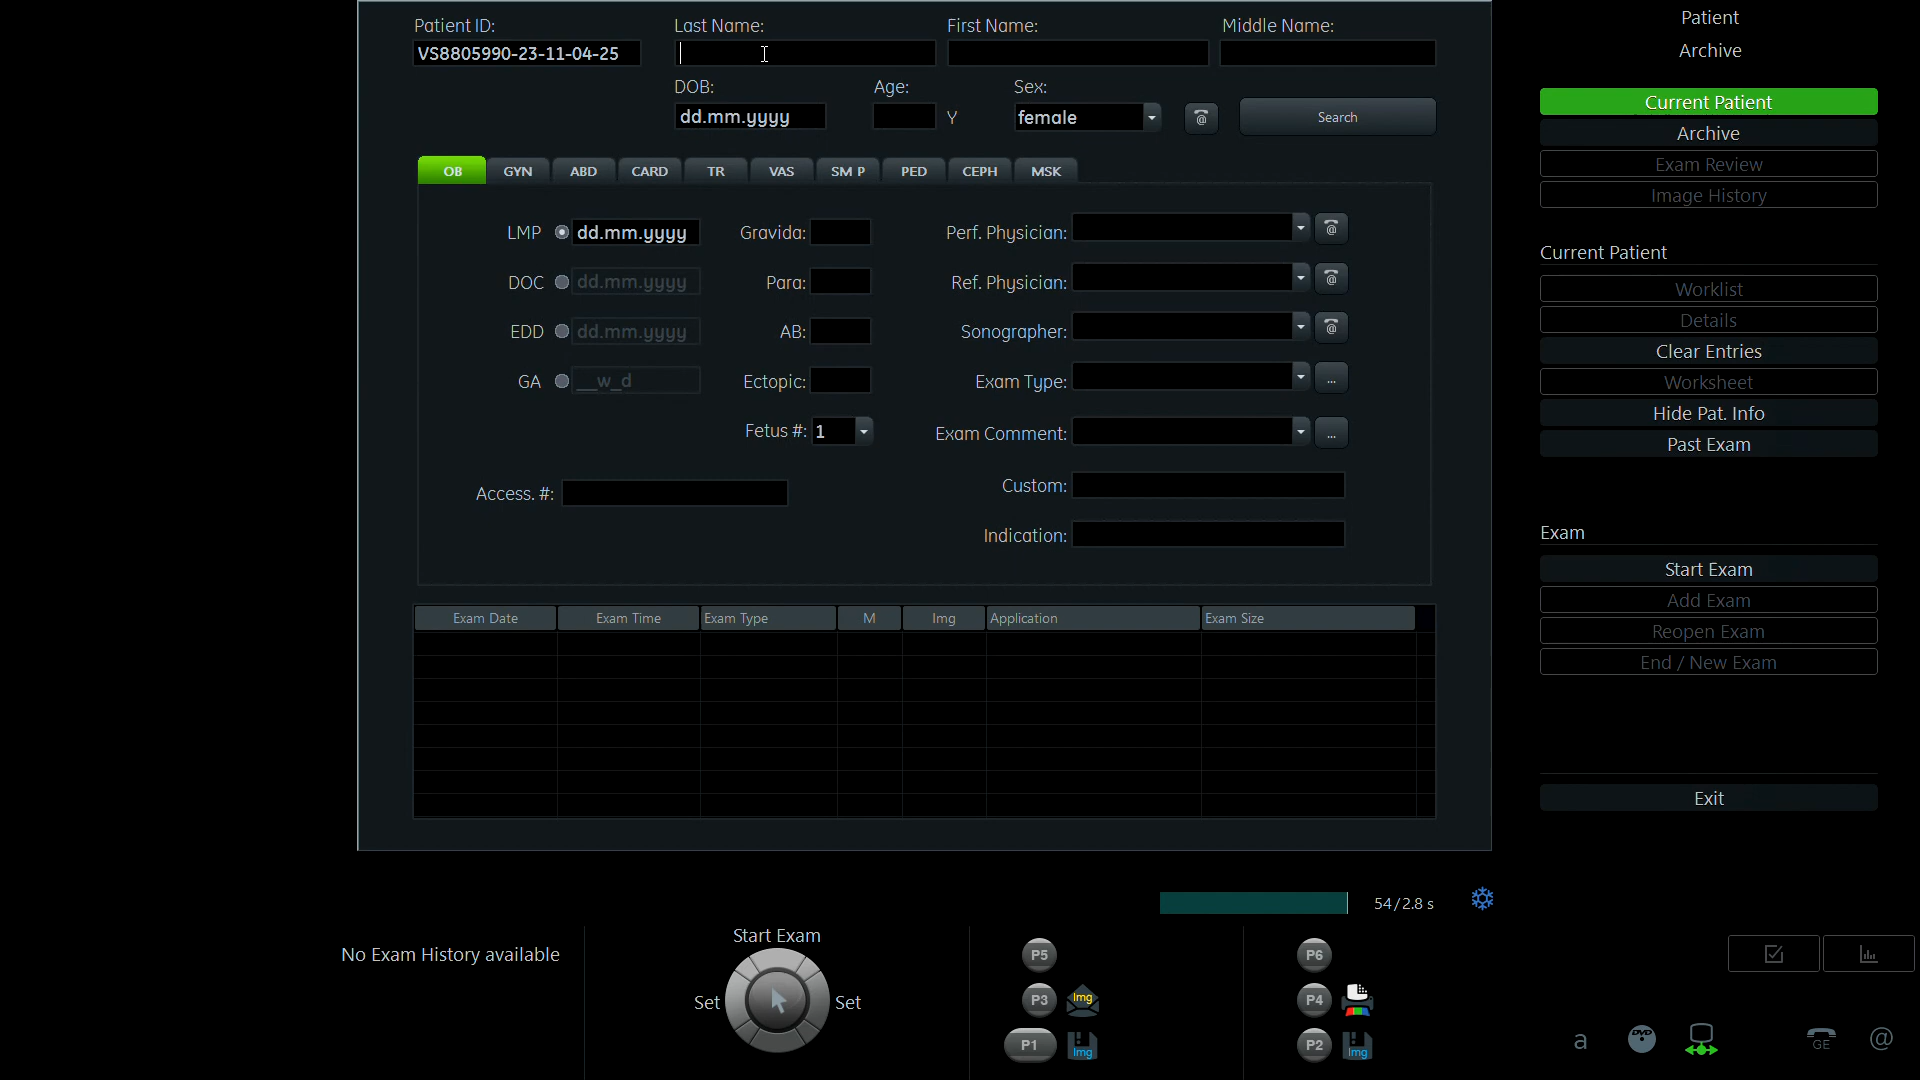 Patient ID: Last Name: First Name: Middle Name:
VS8805990-23-11-04-25
DOB: Age: Sex:
dd.mm.yyyy Y female @ Search
OB GYN ABD CARD TR VAS SM P PED CEPH MSK
LMP dd.mm.yyyy Gravida: Perf. Physician: @
DOC dd.mm.yyyy Para: Ref. Physician: @
EDD dd.mm.yyyy AB: Sonographer: @
GA __w_d Ectopic: Exam Type: ...
Fetus #: 1 Exam Comment: ...
Access. #: Custom:
Indication:
Exam Date Exam Time Exam Type M Img Application Exam Size
54/2.8 s
No Exam History available
Start Exam
Set Set
P5 P6
P3 Img P4
P1 Img P2 Img
Patient
Archive
Current Patient
Archive
Exam Review
Image History
Current Patient
Worklist
Details
Clear Entries
Worksheet
Hide Pat. Info
Past Exam
Exam
Start Exam
Add Exam
Reopen Exam
End / New Exam
Exit
a DVD GE @